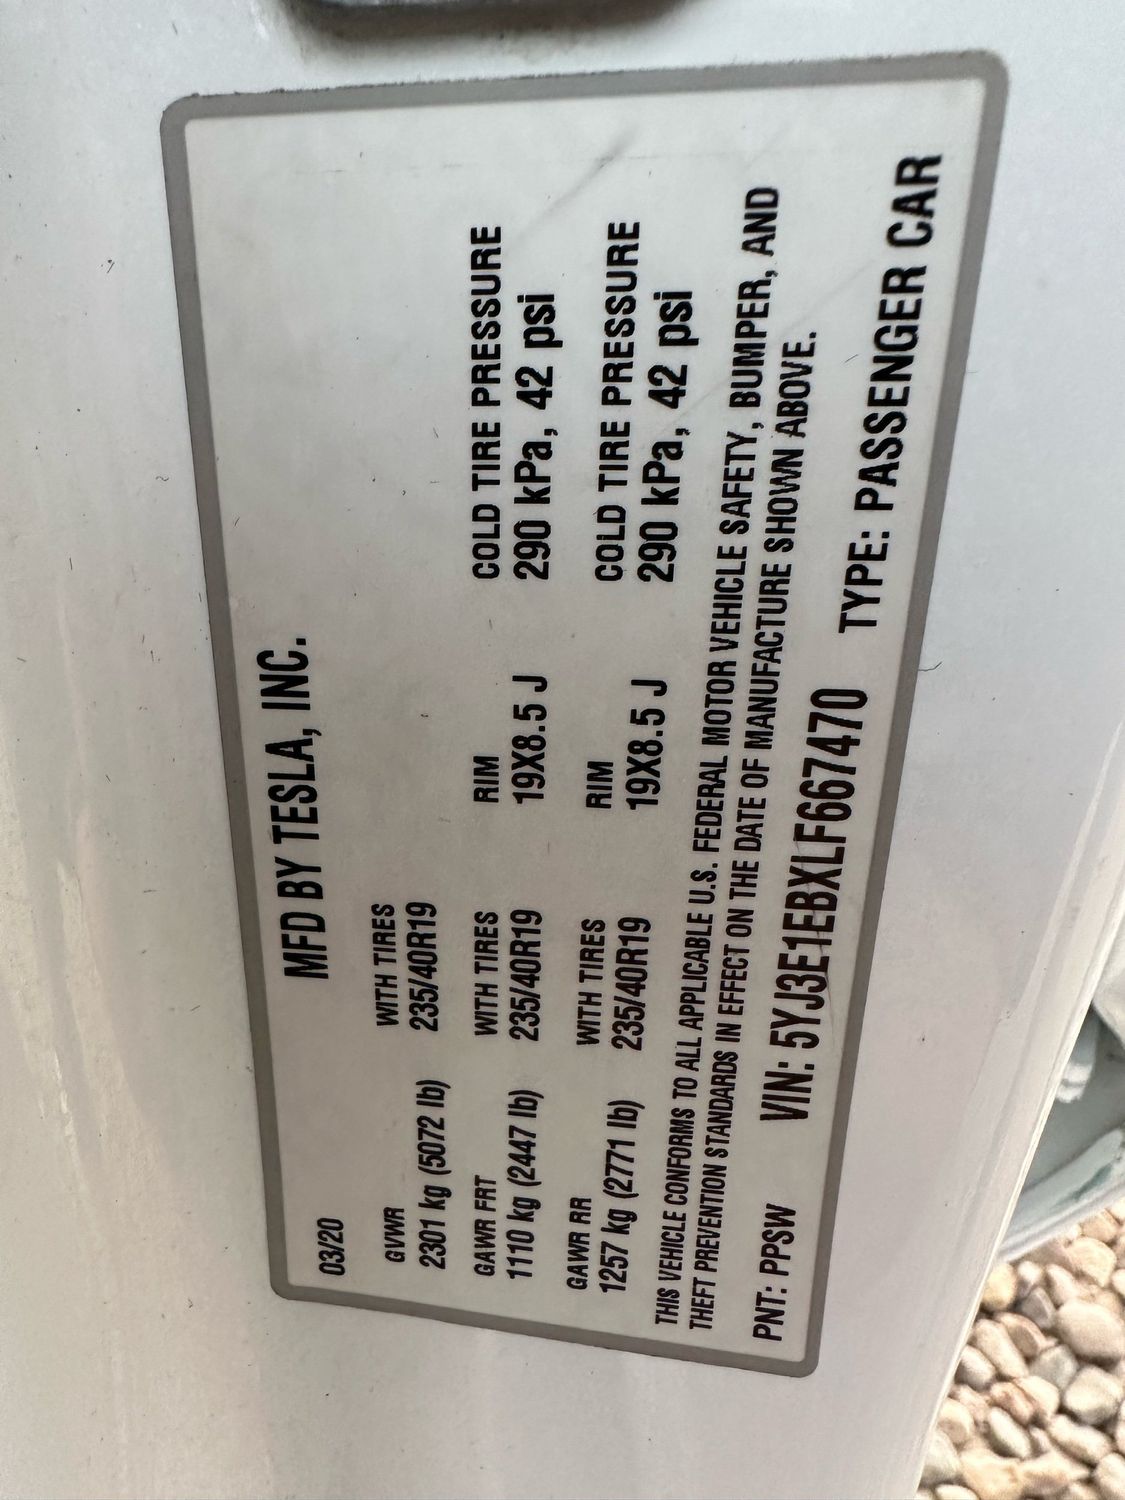 MFD BY TESLA, INC.
03/20
GVWR WITH TIRES
2301 kg (5072 lb) 235/40R19
GAWR FRT WITH TIRES RIM COLD TIRE PRESSURE
1110 kg (2447 lb) 235/40R19 19X8.5 J 290 kPa, 42 psi
GAWR RR WITH TIRES RIM COLD TIRE PRESSURE
1257 kg (2771 lb) 235/40R19 19X8.5 J 290 kPa, 42 psi
THIS VEHICLE CONFORMS TO ALL APPLICABLE U.S. FEDERAL MOTOR VEHICLE SAFETY, BUMPER, AND
THEFT PREVENTION STANDARDS IN EFFECT ON THE DATE OF MANUFACTURE SHOWN ABOVE.
PNT: PPSW VIN: 5YJ3E1EBXLF667470 TYPE: PASSENGER CAR